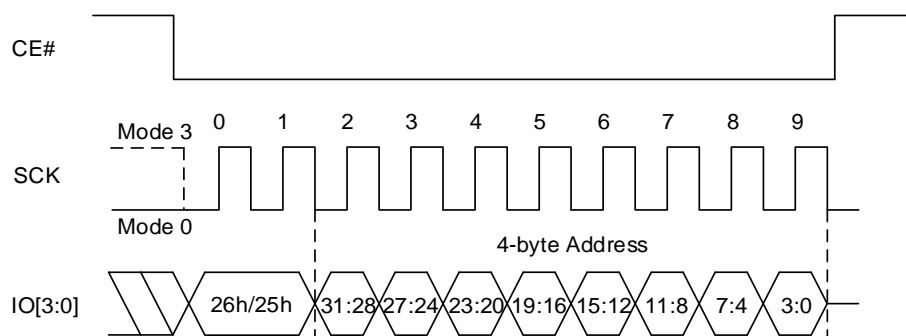 CE#
0 1 2 3 4 5 6 7 8 9
Mode 3
SCK
Mode 0
4-byte Address
IO[3:0] 26h/25h 31:28 27:24 23:20 19:16 15:12 11:8 7:4 3:0